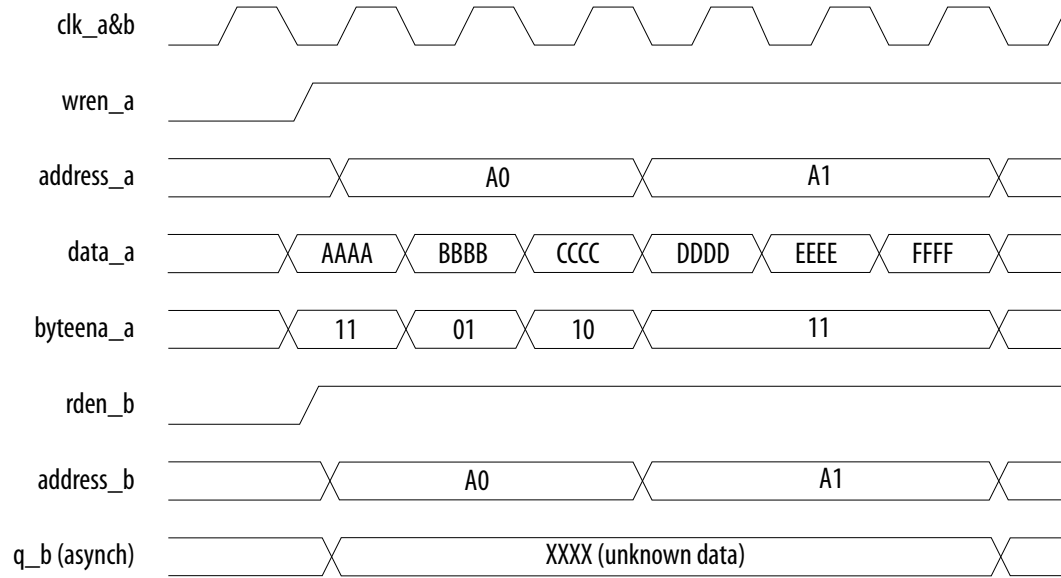 clk_a&b
wren_a
address_a A0 A1
data_a AAAA BBBB CCCC DDDD EEEE FFFF
byteena_a 11 01 10 11
rden_b
address_b A0 A1
q_b (asynch) XXXX (unknown data)